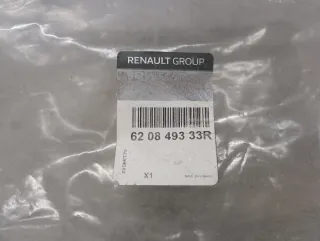 RENAULT GROUP
62 08 493 33R
X1